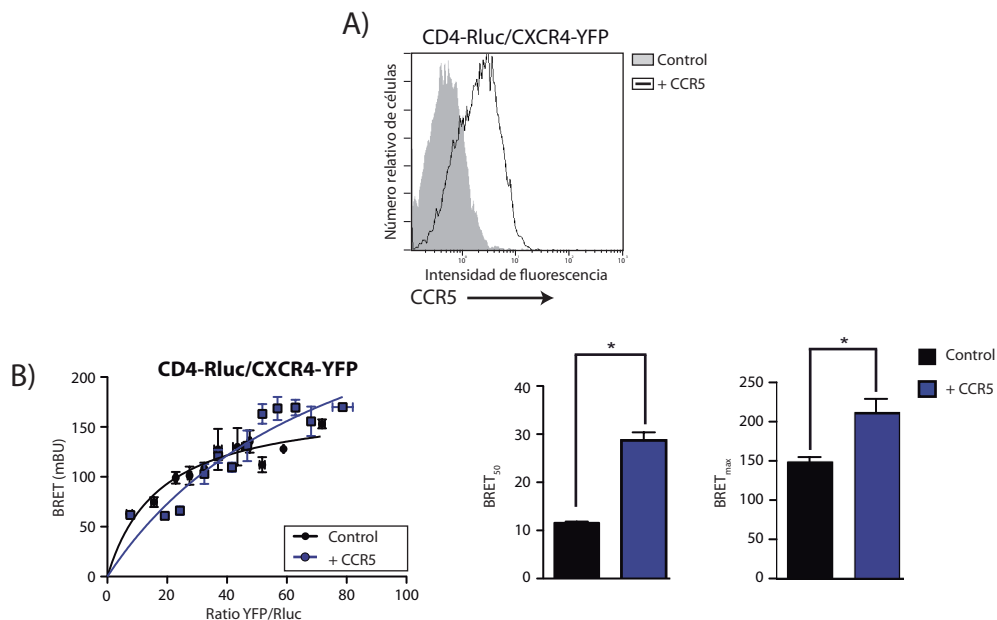 A)
CD4-Rluc/CXCR4-YFP
Control
+ CCR5
Número relativo de células
Intensidad de fluorescencia
CCR5
B)
CD4-Rluc/CXCR4-YFP
BRET (mBU)
200
150
100
50
0
0 20 40 60 80 100
Ratio YFP/Rluc
Control
+ CCR5
*
BRET50
40
30
20
10
0
*
BRETmax
250
200
150
100
50
0
Control
+ CCR5